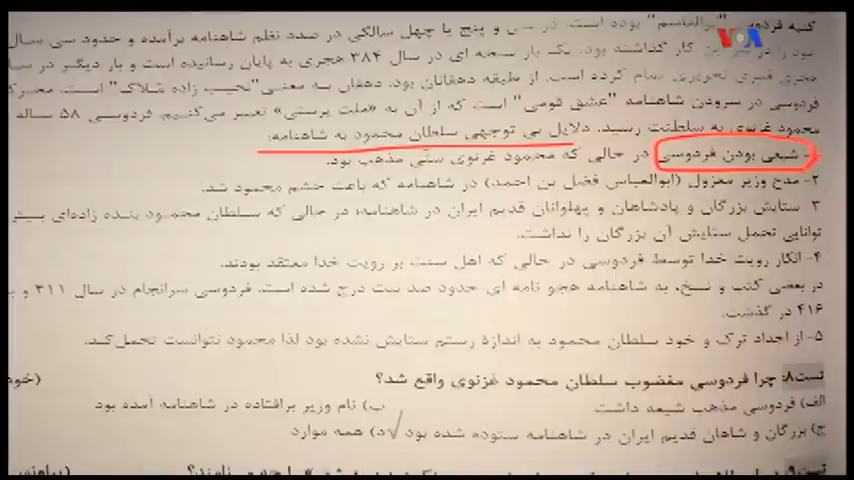 VOA
کنیه فردوسی "ابوالقاسم" بوده است. در سی و پنج یا چهل سالگی در صدد نظم شاهنامه برآمده و حدود سی سال
خود را در این کار گذاشته بود. یک بار نسخه ای در سال ۳۸۴ هجری به پایان رسانیده است و بار دیگر در
هجری قمری تمام کرده است. از طبقه دهقانان بود. دهقان به معنی "نجیب زاده ملاک" است.
فردوسی در سرودن شاهنامه "عشق قومی" است که از آن به «ملت پرستی» تعبیر می‌کنیم. فردوسی ۵۸ ساله
محمود غزنوی به سلطنت رسید. دلایل بی توجهی سلطان محمود به شاهنامه:
- شیعی بودن فردوسی در حالی که محمود غزنوی سنّی مذهب بود.
۲- مدح وزیر معزول (ابوالعباس فضل بن احمد) در شاهنامه که باعث خشم محمود شد.
۳ ستایش بزرگان و پادشاهان و پهلوانان قدیم ایران در شاهنامه، در حالی که سلطان محمود بنده زاده‌ای بیش
توانایی تحمل ستایش آن بزرگان را نداشت.
۴- انکار رویت خدا توسط فردوسی در حالی که اهل سنت بر رویت خدا معتقد بودند.
در بعضی کتب و نسخ، به شاهنامه هجو نامه ای حدود صد بیت درج شده است. فردوسی سرانجام در سال ۳۱۱ و
۴۱۶ در گذشت.
۵- از اجداد ترک و خود سلطان محمود به اندازهٔ رستم ستایش نشده بود لذا محمود نتوانست تحمل کند.
تست۸: چرا فردوسی مغضوب سلطان محمود غزنوی واقع شد؟ (خود
الف) فردوسی مذهب شیعه داشت ب) نام وزیر برافتاده در شاهنامه آمده بود
ج) بزرگان و شاهان قدیم ایران در شاهنامه ستوده شده بود √ د) همه موارد